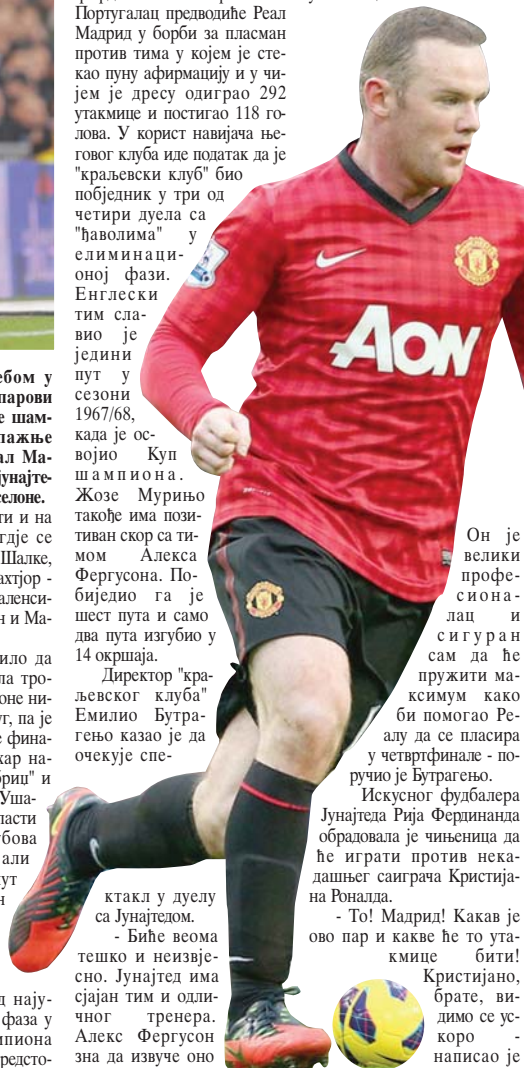 Португалац предводиће Реал
Мадрид у борби за пласман
против тима у којем је сте-
као пуну афирмацију и у чи-
јем је дресу одиграо 292
утакмице и постигао 118 го-
лова. У корист навијача ње-
говог клуба иде податак да је
"краљевски клуб" био
побједник у три од
четири дуела са
"ђаволима" у
елиминаци-
оној фази.
Енглески
тим сла-
вио је
једини
пут у
сезони
1967/68,
када је ос-
војио Куп
шампиона.
Жозе Мурињо
такође има пози-
тиван скор са ти-
мом Алекса
Фергусона. По-
биједио га је
шест пута и само
два пута изгубио у
14 окршаја.
Директор "кра-
љевског клуба"
Емилио Бутра-
гењо казао је да
очекује спе-
ктакл у дуелу
са Јунајтедом.
- Биће веома
тешко и неизвје-
сно. Јунајтед има
сјајан тим и одли-
чног тренера.
Алекс Фергусон
зна да извуче оно
Он је
велики
профе-
сиона-
лац и
сигуран
сам да ће
пружити ма-
ксимум како
би помогао Ре-
алу да се пласира
у четвртфинале - по-
ручио је Бутрагењо.
Искусног фудбалера
Јунајтеда Рија Фердинанда
обрадовала је чињеница да
ће играти против нека-
дашњег саиграча Кристија-
на Роналда.
- То! Мадрид! Какав је
ово пар и какве ће то ута-
кмице бити!
Кристијано,
брате, ви-
димо се ус-
коро -
написао је
AON